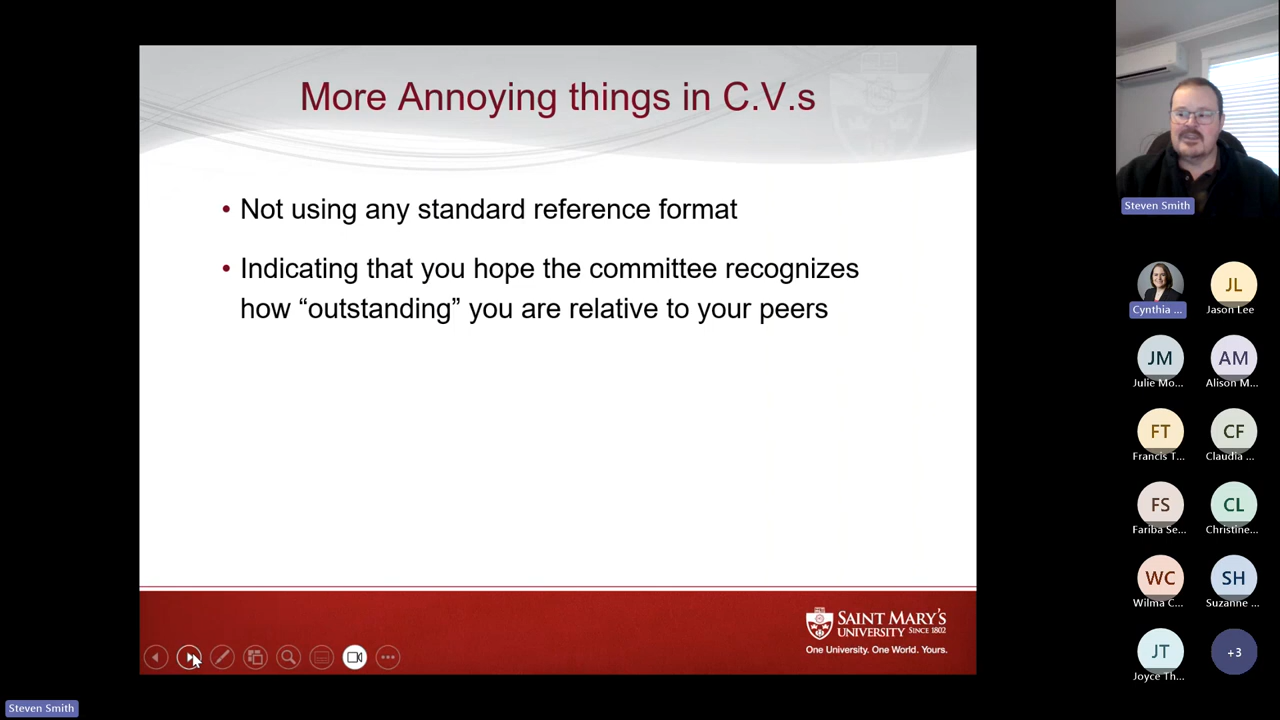 More Annoying things in C.V.s
• Not using any standard reference format
• Indicating that you hope the committee recognizes
how “outstanding” you are relative to your peers
SAINT MARY'S
UNIVERSITY SINCE 1802
One University. One World. Yours.
Steven Smith
Steven Smith
Cynthia ...
JL
Jason Lee
JM
Julie Mo...
AM
Alison M...
FT
Francis T...
CF
Claudia ...
FS
Fariba Se...
CL
Christine...
WC
Wilma C...
SH
Suzanne ...
JT
Joyce Th...
+3